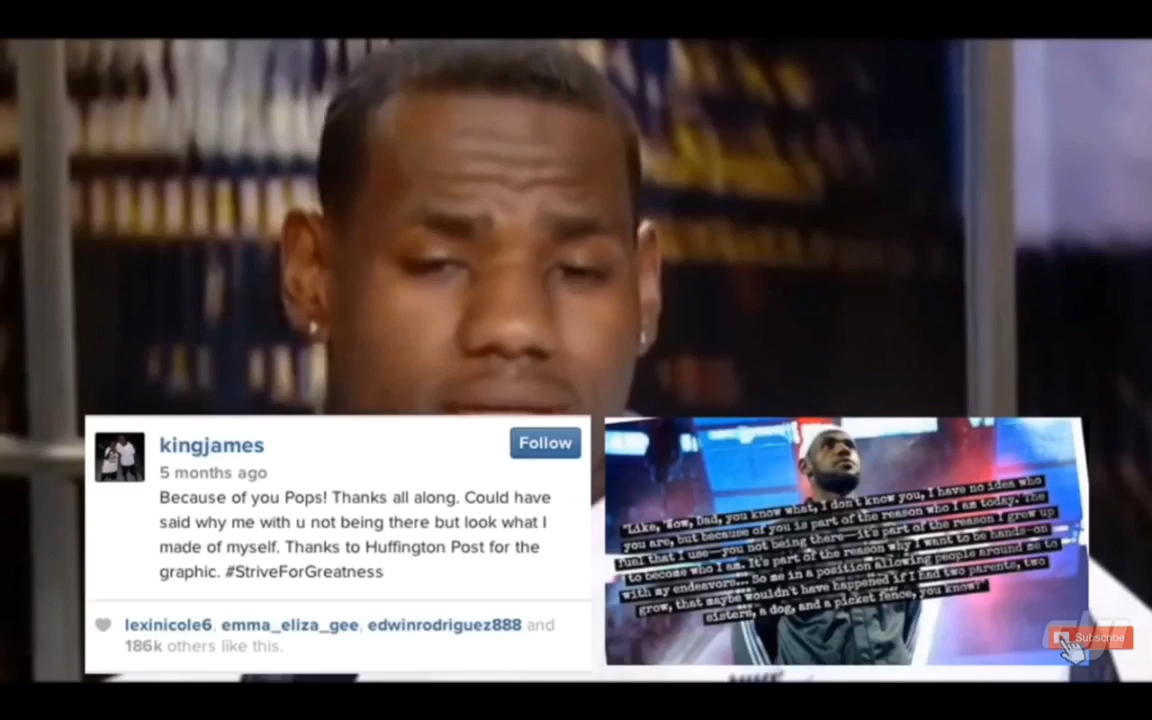 kingjames
Follow
5 months ago
Because of you Pops! Thanks all along. Could have
said why me with u not being there but look what I
made of myself. Thanks to Huffington Post for the
graphic. #StriveForGreatness
lexinicole6, emma_eliza_gee, edwinrodriguez888 and
186k others like this.
"Like, 'Wow, Dad, you know what, I don't know you, I have no idea who
you are, but because of you is part of the reason who I am today. The
fuel that I use—you not being there—it's part of the reason I grew up
to become who I am. It's part of the reason why I want to be hands-on
with my endeavors... So me in a position allowing people around me to
grow, that maybe wouldn't have happened if I had two parents, two
sisters, a dog, and a picket fence, you know?"
Subscribe